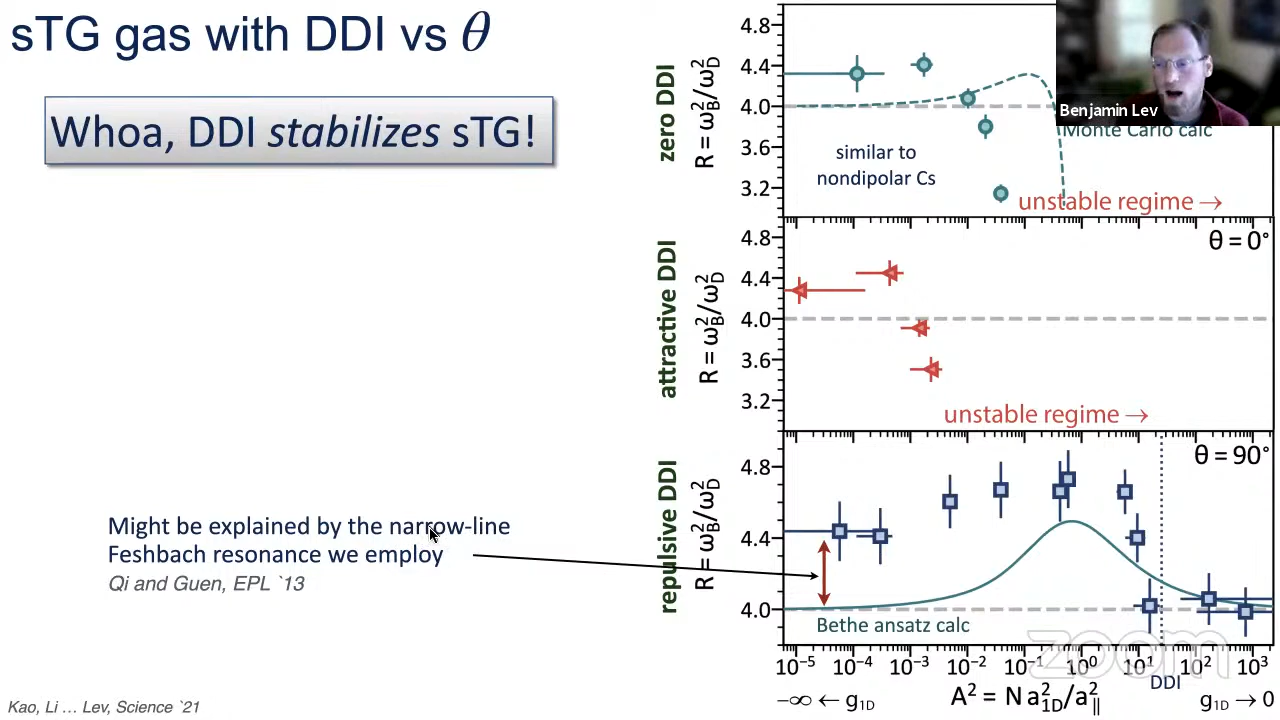 sTG gas with DDI vs θ
Whoa, DDI stabilizes sTG!
Might be explained by the narrow-line
Feshbach resonance we employ
Qi and Guen, EPL `13
Kao, Li … Lev, Science `21
zero DDI
R = ω²B/ω²D
4.8
4.4
4.0
3.6
3.2
similar to
nondipolar Cs
Monte Carlo calc
unstable regime →
Benjamin Lev
attractive DDI
R = ω²B/ω²D
4.8
4.4
4.0
3.6
3.2
θ = 0°
unstable regime →
repulsive DDI
R = ω²B/ω²D
4.8
4.4
4.0
θ = 90°
Bethe ansatz calc
zoom
10⁻⁵ 10⁻⁴ 10⁻³ 10⁻² 10⁻¹ 10⁰ 10¹ 10² 10³
DDI
−∞ ← g1D A² = N a²1D/a²∥ g1D → 0